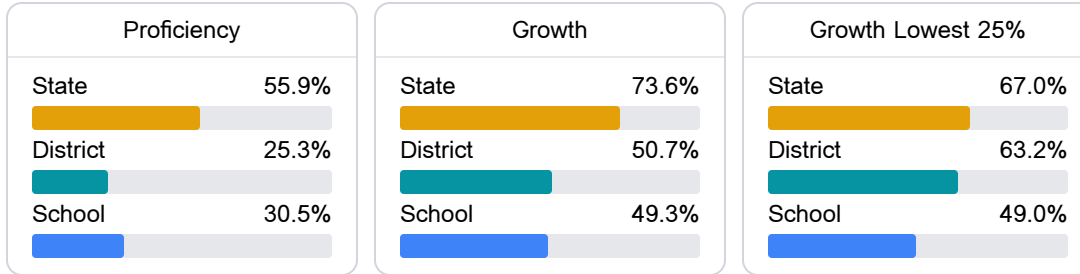 Proficiency
State 55.9%
District 25.3%
School 30.5%
Growth
State 73.6%
District 50.7%
School 49.3%
Growth Lowest 25%
State 67.0%
District 63.2%
School 49.0%